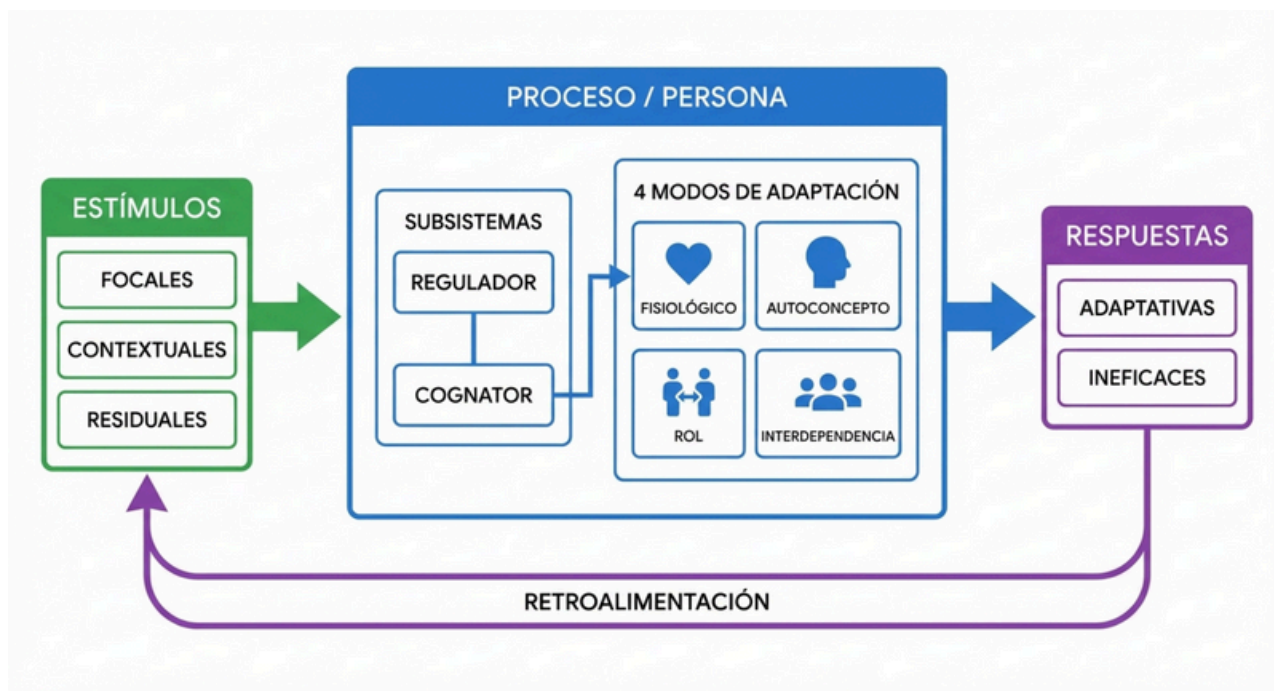 PROCESO / PERSONA
ESTÍMULOS
FOCALES
CONTEXTUALES
RESIDUALES
SUBSISTEMAS
REGULADOR
COGNATOR
4 MODOS DE ADAPTACIÓN
FISIOLÓGICO
AUTOCONCEPTO
ROL
INTERDEPENDENCIA
RESPUESTAS
ADAPTATIVAS
INEFICACES
RETROALIMENTACIÓN